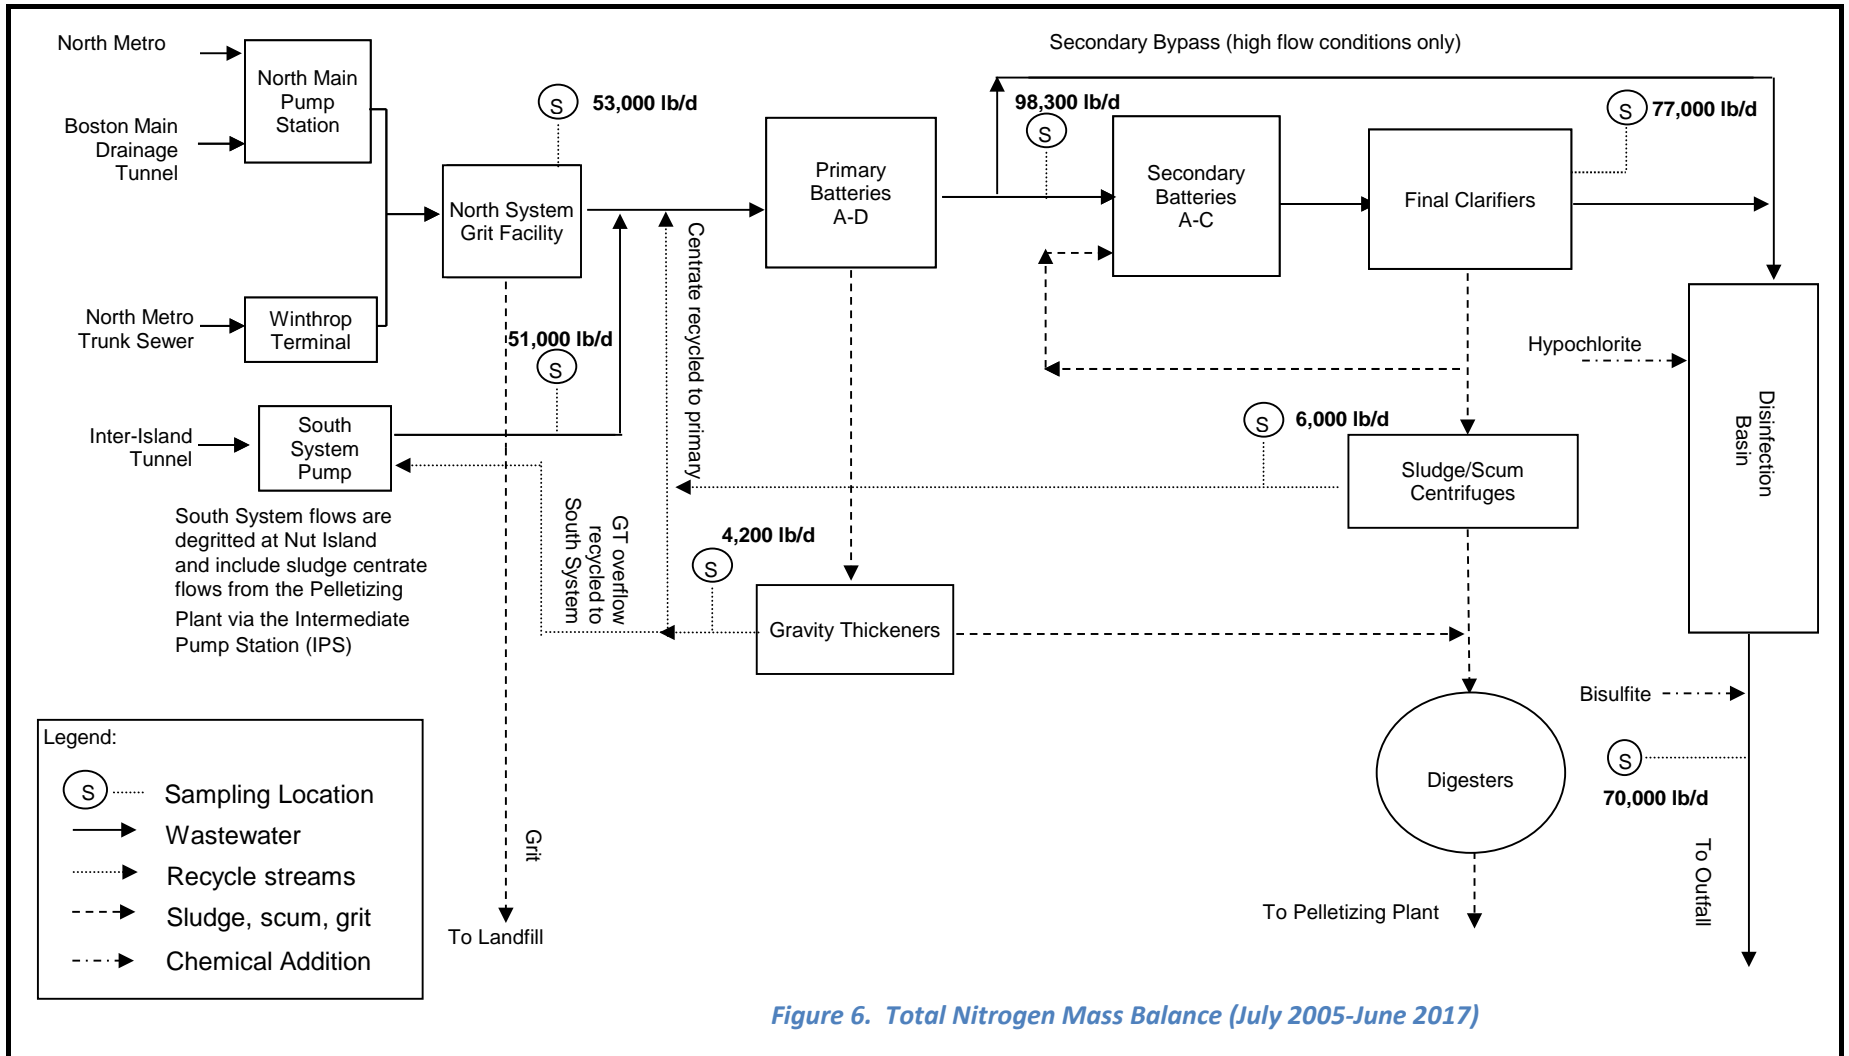 North Metro
North Main
Pump
Station
Boston Main
Drainage
Tunnel
North Metro
Trunk Sewer
Winthrop
Terminal
Inter-Island
Tunnel
South
System
Pump
South System flows are
degritted at Nut Island
and include sludge centrate
flows from the Pelletizing
Plant via the Intermediate
Pump Station (IPS)
S
53,000 lb/d
North System
Grit Facility
51,000 lb/d
S
Grit
To Landfill
Centrate recycled to primary
GT overflow
recycled to
South System
Primary
Batteries
A-D
4,200 lb/d
S
Gravity Thickeners
Secondary Bypass (high flow conditions only)
98,300 lb/d
S
Secondary
Batteries
A-C
Final Clarifiers
S
77,000 lb/d
S
6,000 lb/d
Sludge/Scum
Centrifuges
Digesters
To Pelletizing Plant
Hypochlorite
Disinfection
Basin
Bisulfite
S
70,000 lb/d
To Outfall
Legend:
S
Sampling Location
Wastewater
Recycle streams
Sludge, scum, grit
Chemical Addition
Figure 6. Total Nitrogen Mass Balance (July 2005-June 2017)